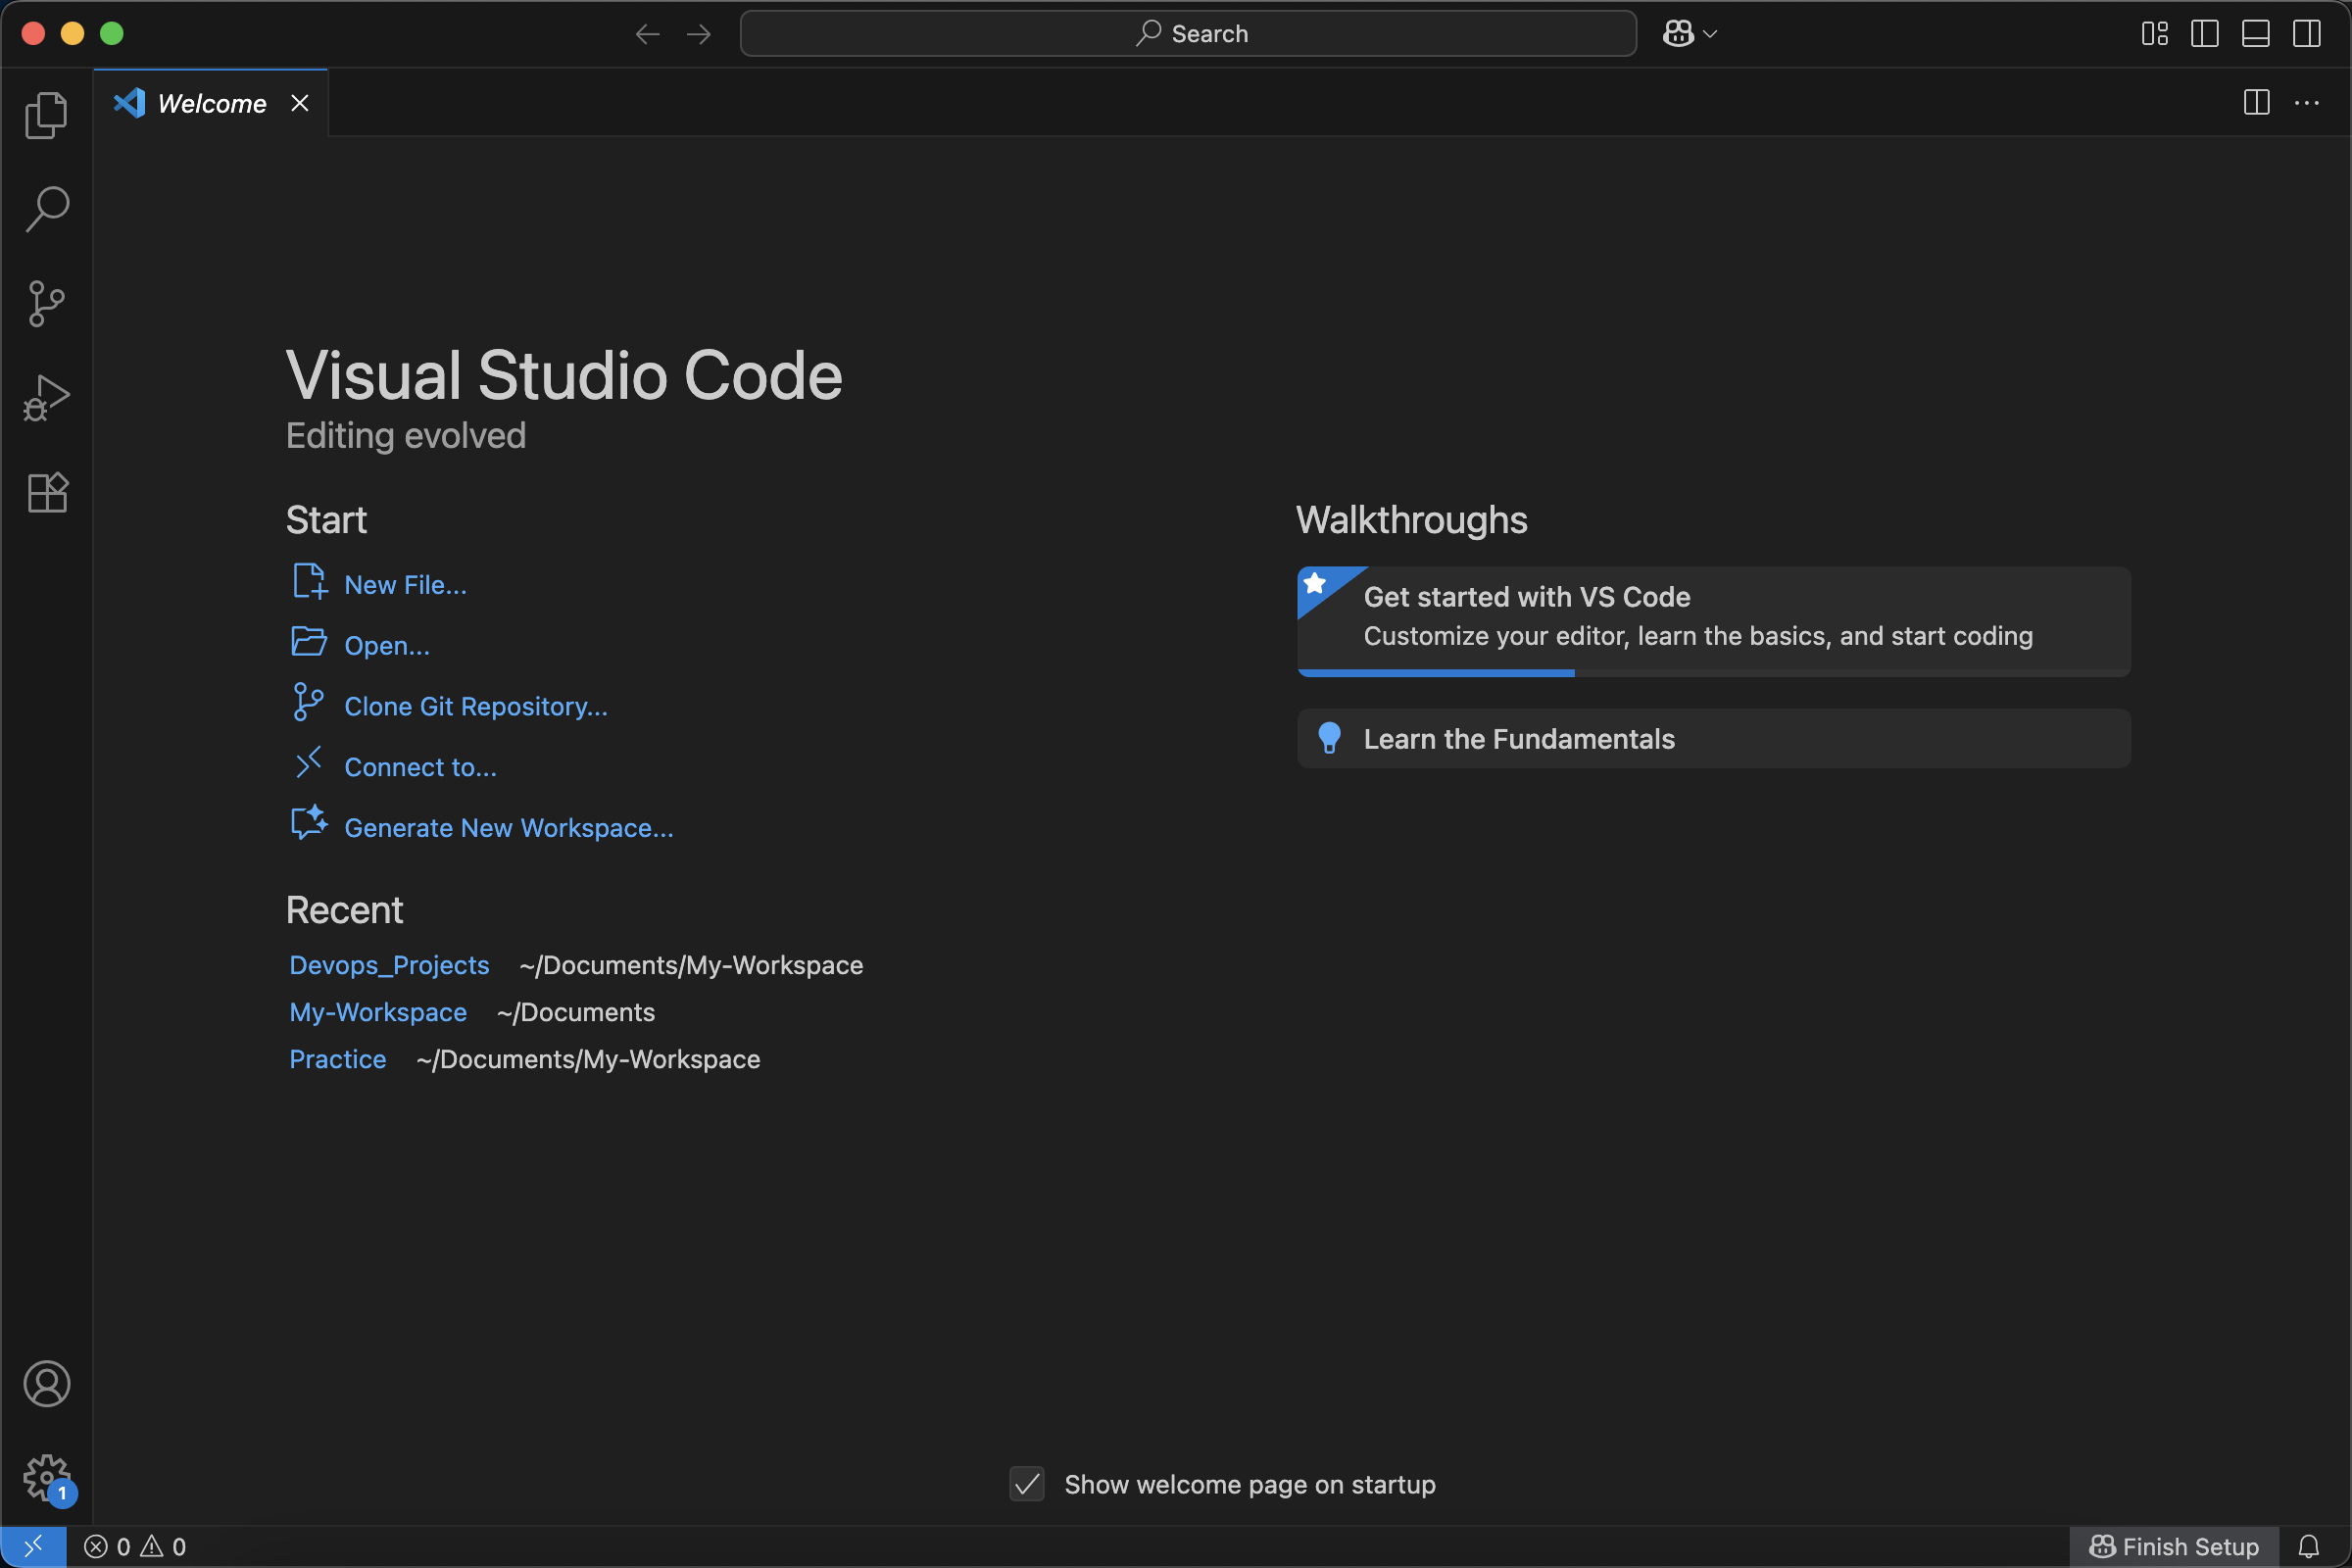 Search
Welcome
Visual Studio Code
Editing evolved
Start
New File...
Open...
Clone Git Repository...
Connect to...
Generate New Workspace...
Recent
Devops_Projects ~/Documents/My-Workspace
My-Workspace ~/Documents
Practice ~/Documents/My-Workspace
Walkthroughs
Get started with VS Code
Customize your editor, learn the basics, and start coding
Learn the Fundamentals
Show welcome page on startup
1
0 0
Finish Setup